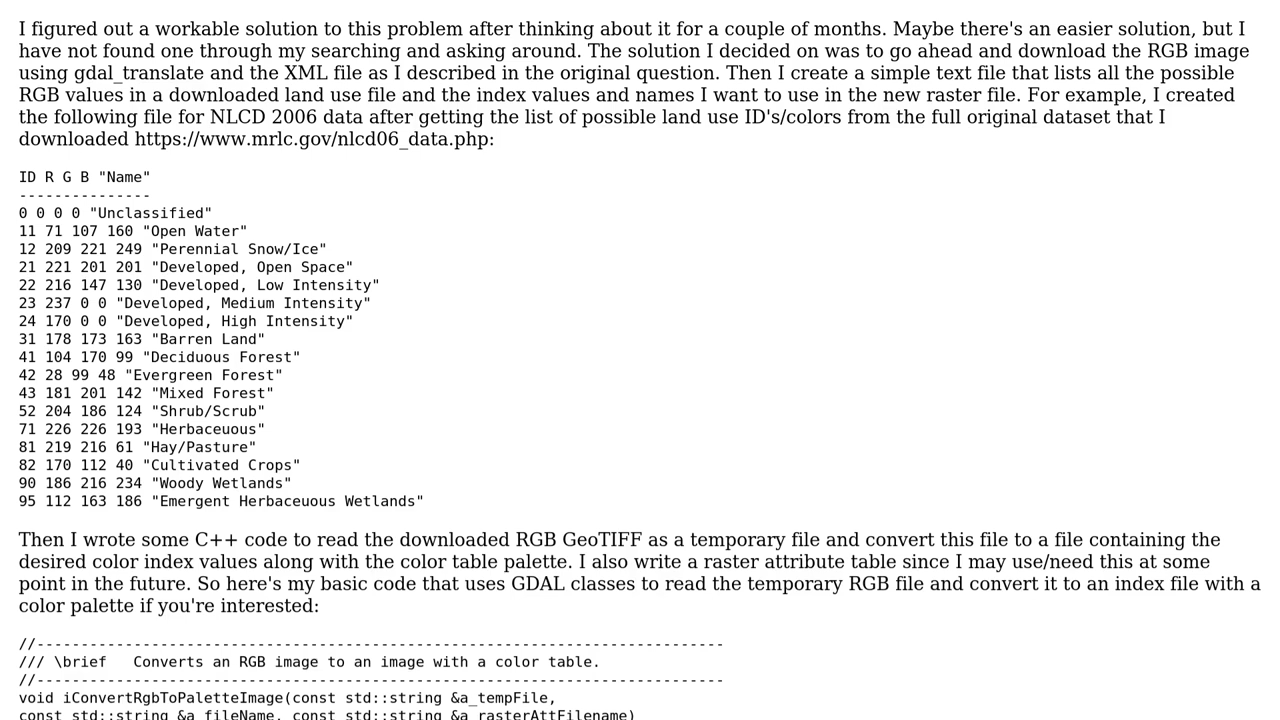 I figured out a workable solution to this problem after thinking about it for a couple of months. Maybe there's an easier solution, but I
have not found one through my searching and asking around. The solution I decided on was to go ahead and download the RGB image
using gdal_translate and the XML file as I described in the original question. Then I create a simple text file that lists all the possible
RGB values in a downloaded land use file and the index values and names I want to use in the new raster file. For example, I created
the following file for NLCD 2006 data after getting the list of possible land use ID's/colors from the full original dataset that I
downloaded https://www.mrlc.gov/nlcd06_data.php:
ID R G B "Name"
---------------
0 0 0 0 "Unclassified"
11 71 107 160 "Open Water"
12 209 221 249 "Perennial Snow/Ice"
21 221 201 201 "Developed, Open Space"
22 216 147 130 "Developed, Low Intensity"
23 237 0 0 "Developed, Medium Intensity"
24 170 0 0 "Developed, High Intensity"
31 178 173 163 "Barren Land"
41 104 170 99 "Deciduous Forest"
42 28 99 48 "Evergreen Forest"
43 181 201 142 "Mixed Forest"
52 204 186 124 "Shrub/Scrub"
71 226 226 193 "Herbaceuous"
81 219 216 61 "Hay/Pasture"
82 170 112 40 "Cultivated Crops"
90 186 216 234 "Woody Wetlands"
95 112 163 186 "Emergent Herbaceuous Wetlands"
Then I wrote some C++ code to read the downloaded RGB GeoTIFF as a temporary file and convert this file to a file containing the
desired color index values along with the color table palette. I also write a raster attribute table since I may use/need this at some
point in the future. So here's my basic code that uses GDAL classes to read the temporary RGB file and convert it to an index file with a
color palette if you're interested:
//------------------------------------------------------------------------------
/// \brief   Converts an RGB image to an image with a color table.
//------------------------------------------------------------------------------
void iConvertRgbToPaletteImage(const std::string &a_tempFile,
const std::string &a_fileName, const std::string &a_rasterAttFilename)